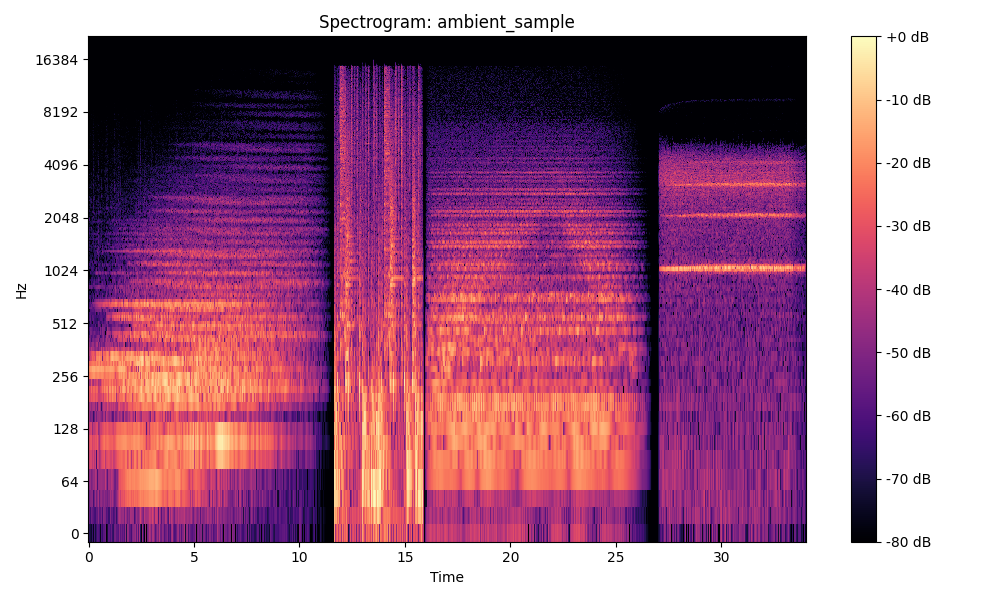 Spectrogram: ambient_sample
16384
8192
4096
2048
1024
512
256
128
64
0
Hz
0 5 10 15 20 25 30
Time
+0 dB
-10 dB
-20 dB
-30 dB
-40 dB
-50 dB
-60 dB
-70 dB
-80 dB